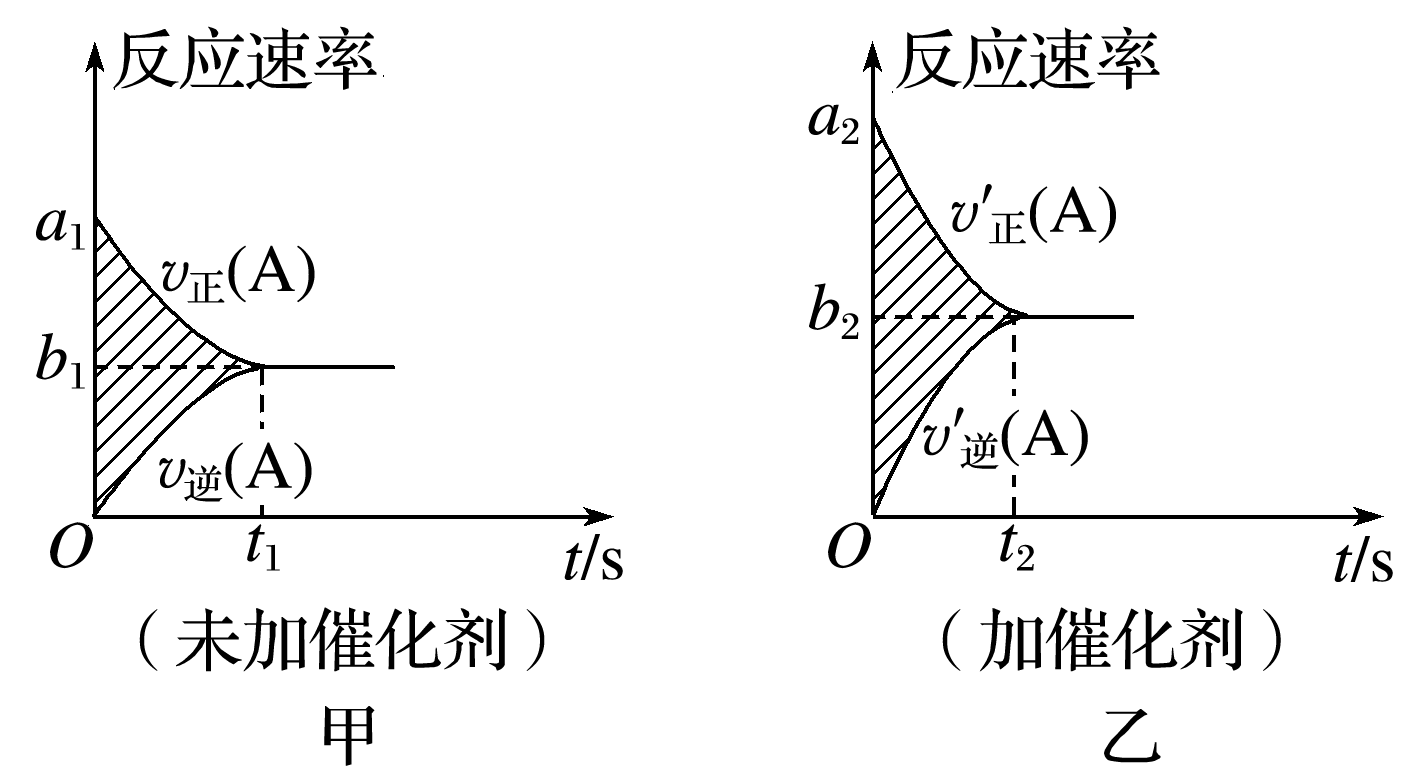 反应速率
a₁
v正(A)
b₁
v逆(A)
O
t₁
t/s
（未加催化剂）
甲
反应速率
a₂
v′正(A)
b₂
v′逆(A)
O
t₂
t/s
（加催化剂）
乙